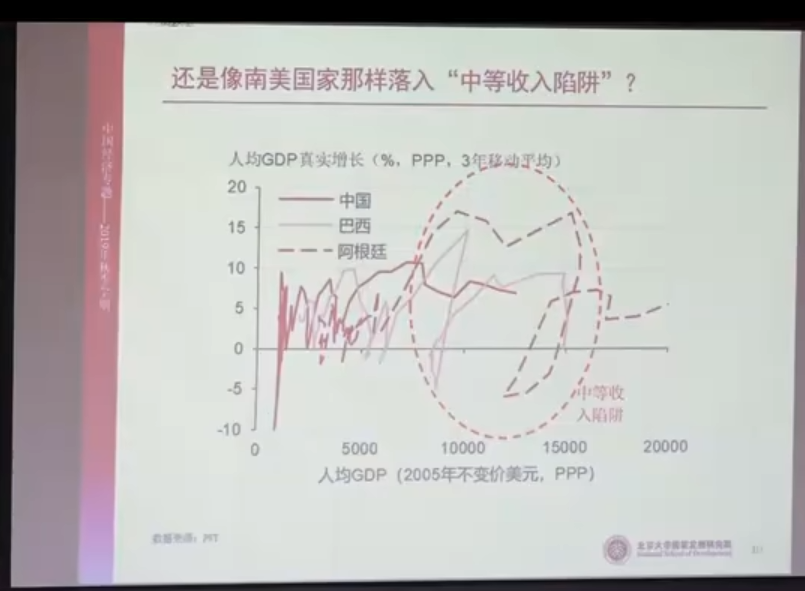 还是像南美国家那样落入“中等收入陷阱”？
中国经济专题——2019年秋季学期
人均GDP真实增长（%，PPP，3年移动平均）
20
15
10
5
0
-5
-10
中国
巴西
阿根廷
中等收
入陷阱
0
5000
10000
15000
20000
人均GDP（2005年不变价美元，PPP）
数据来源：
北京大学国家发展研究院
National School of Development